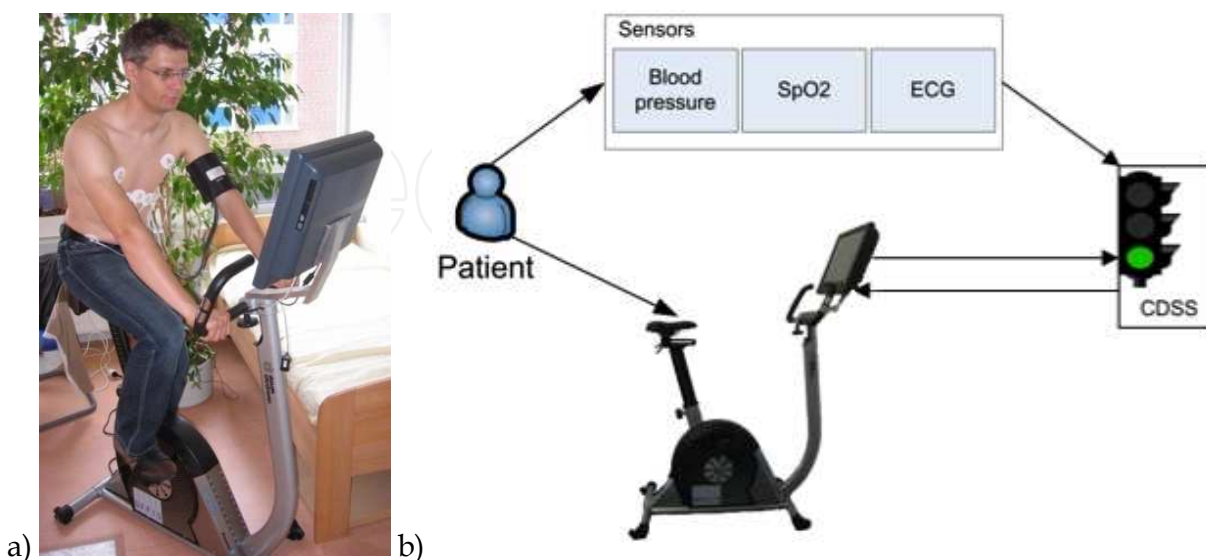 Sensors
Blood
pressure
SpO2
ECG
Patient
CDSS
a)
b)